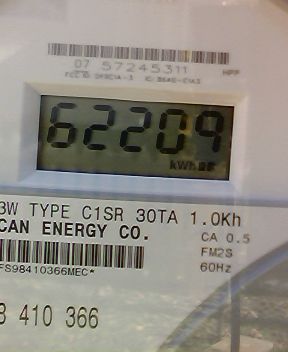 07 57245311
62209
kWh
3W TYPE C1SR 30TA 1.0Kh
CAN ENERGY CO.
CA 0.5
FM2S
60Hz
FS98410366MEC*
8 410 366